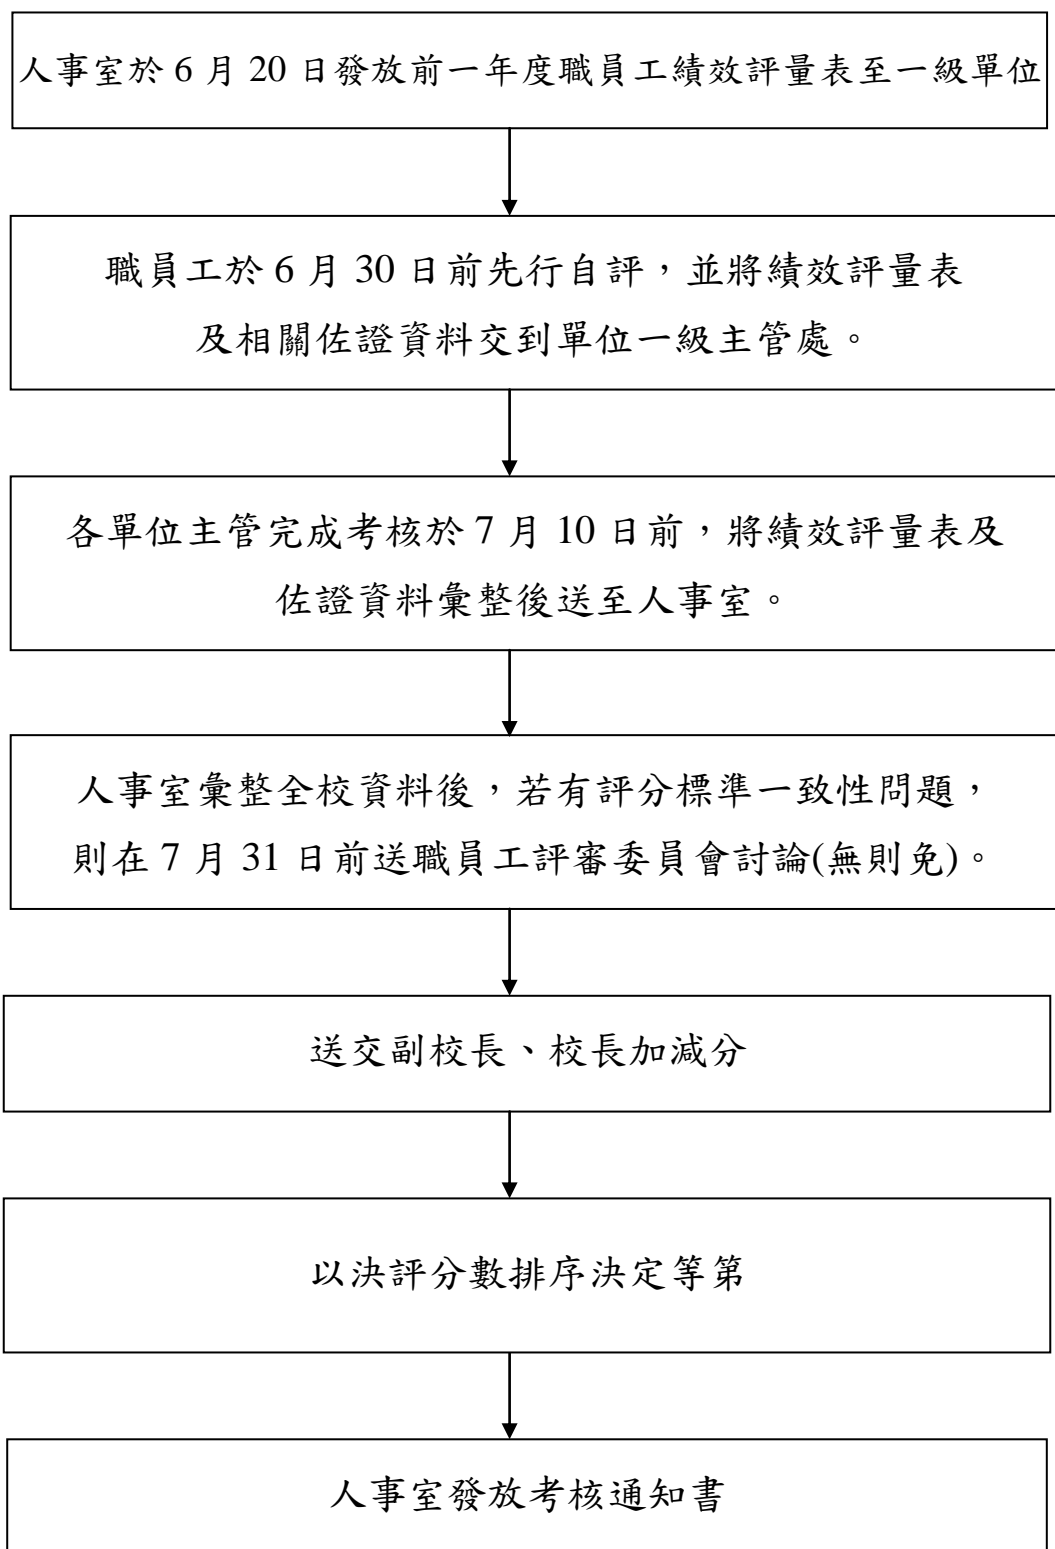 人事室於 6 月 20 日發放前一年度職員工績效評量表至一級單位
職員工於 6 月 30 日前先行自評，並將績效評量表
及相關佐證資料交到單位一級主管處。
各單位主管完成考核於 7 月 10 日前，將績效評量表及
佐證資料彙整後送至人事室。
人事室彙整全校資料後，若有評分標準一致性問題，
則在 7 月 31 日前送職員工評審委員會討論(無則免)。
送交副校長、校長加減分
以決評分數排序決定等第
人事室發放考核通知書